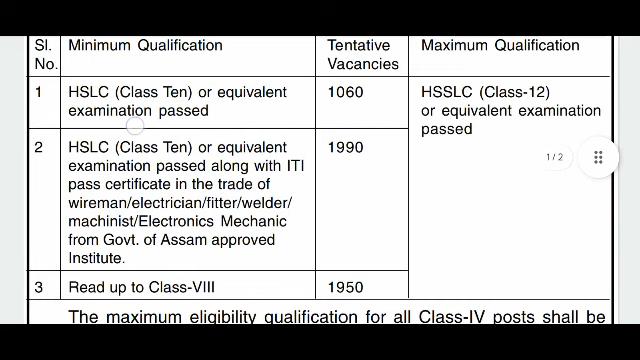 Sl. Minimum Qualification Tentative Maximum Qualification
No. Vacancies
1 HSLC (Class Ten) or equivalent 1060 HSSLC (Class-12)
examination passed or equivalent examination
passed
2 HSLC (Class Ten) or equivalent 1990
examination passed along with ITI
pass certificate in the trade of
wireman/electrician/fitter/welder/
machinist/Electronics Mechanic
from Govt. of Assam approved
Institute.
1/2
3 Read up to Class-VIII 1950
The maximum eligibility qualification for all Class-IV posts shall be